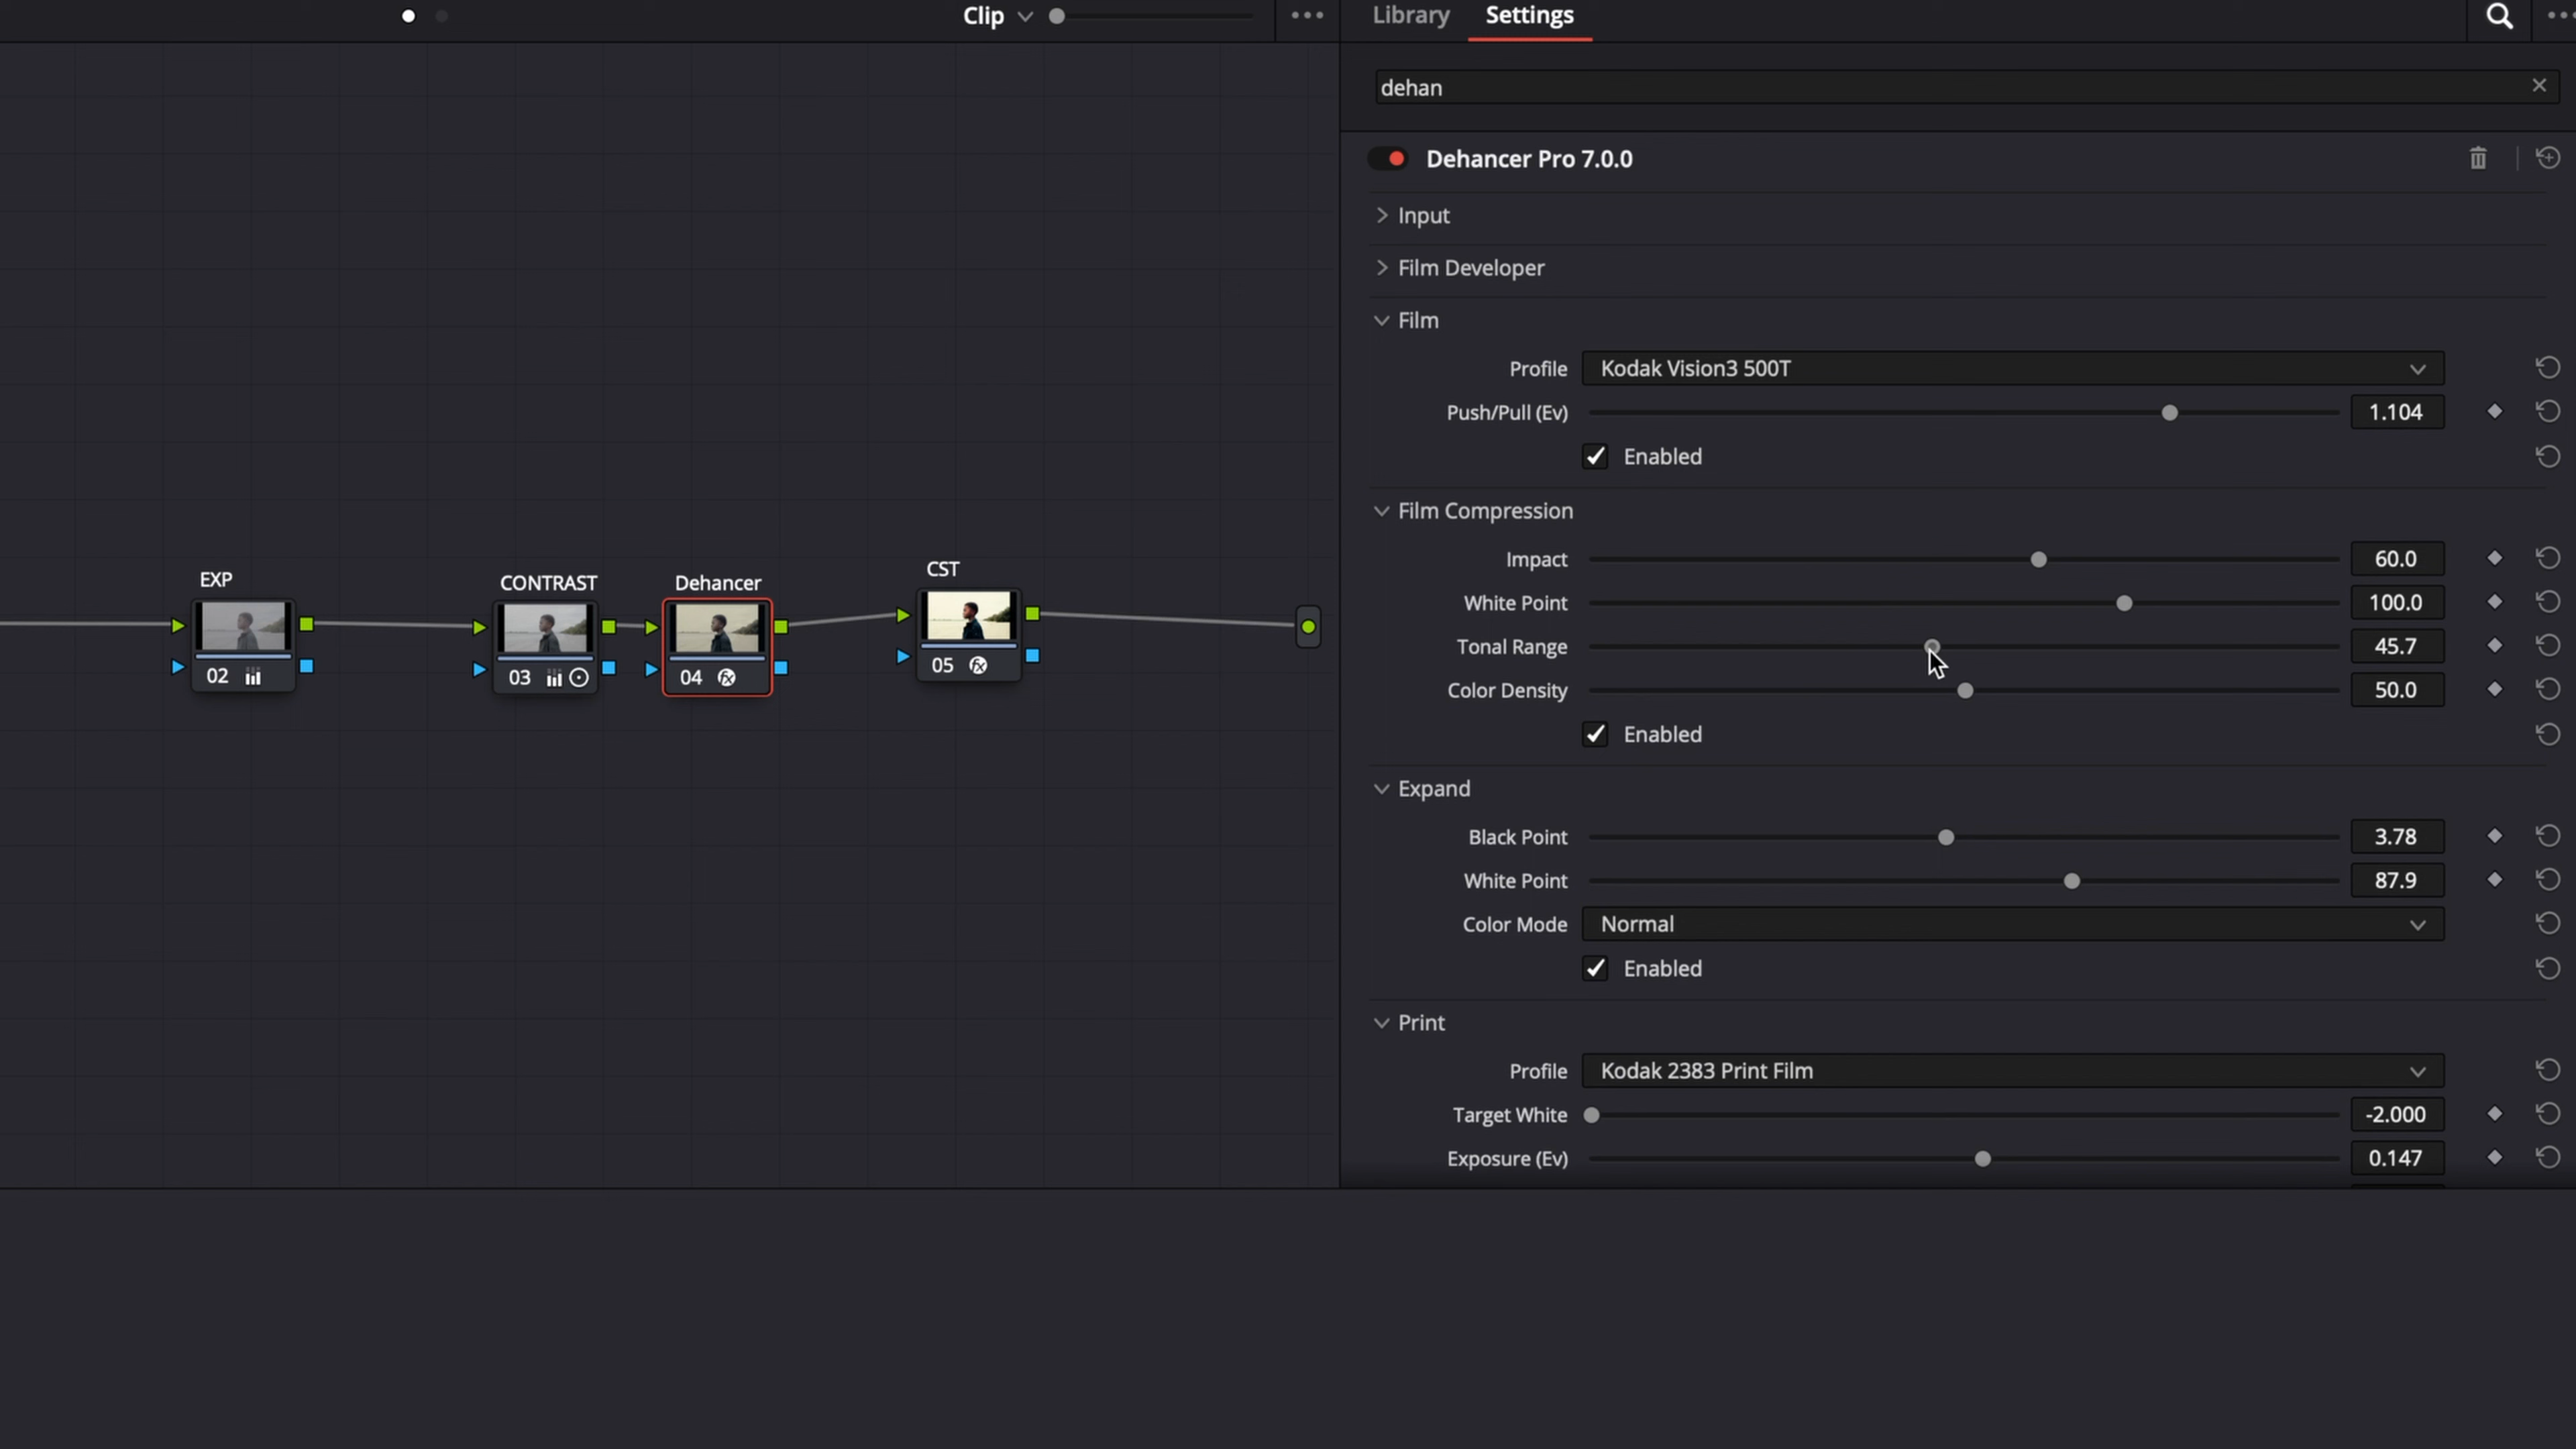 Clip
Library Settings
dehan
Dehancer Pro 7.0.0
Input
Film Developer
Film
Profile Kodak Vision3 500T
Push/Pull (Ev) 1.104
Enabled
Film Compression
Impact 60.0
White Point 100.0
Tonal Range 45.7
Color Density 50.0
Enabled
Expand
Black Point 3.78
White Point 87.9
Color Mode Normal
Enabled
Print
Profile Kodak 2383 Print Film
Target White -2.000
Exposure (Ev) 0.147
EXP
02
CONTRAST
03
Dehancer
04
CST
05